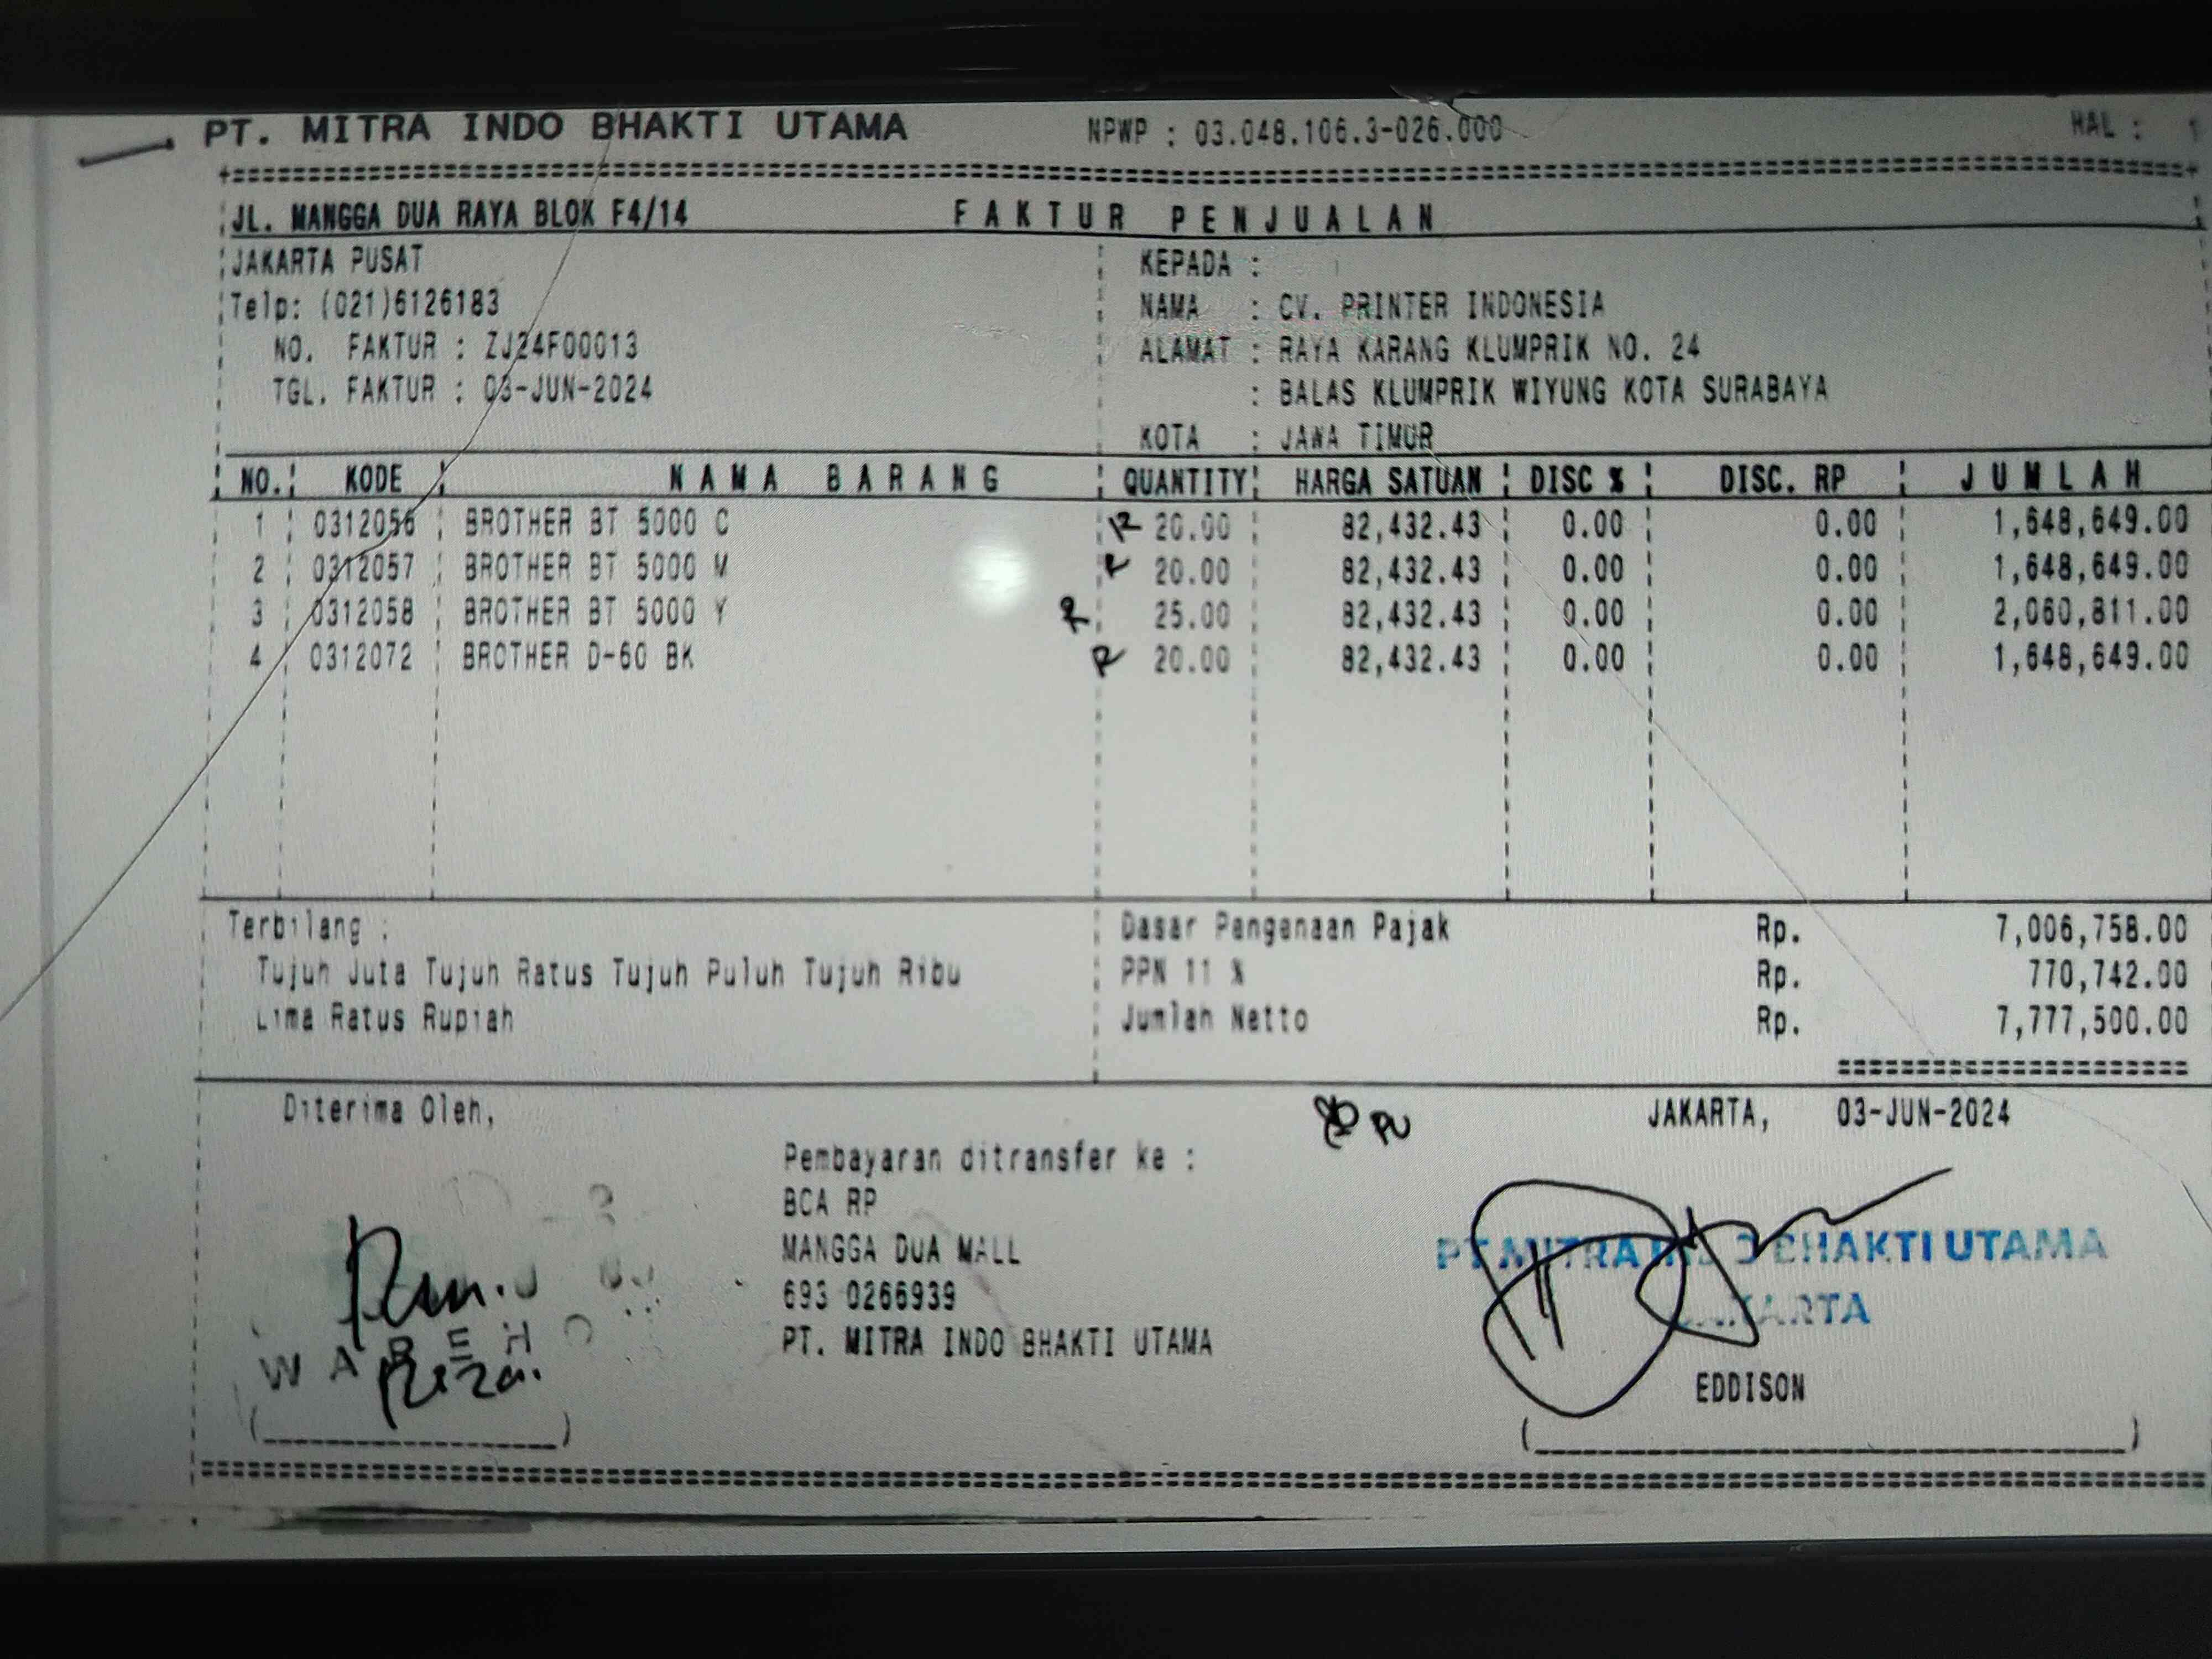 PT. MITRA INDO BHAKTI UTAMA NPWP : 03.048.106.3-026.000 HAL : 1
JL. MANGGA DUA RAYA BLOK F4/14 FAKTUR PENJUALAN
JAKARTA PUSAT KEPADA :
Telp: (021)6126183 NAMA : CV. PRINTER INDONESIA
NO. FAKTUR : ZJ24F00013 ALAMAT : RAYA KARANG KLUMPRIK NO. 24
TGL. FAKTUR : 03-JUN-2024 : BALAS KLUMPRIK WIYUNG KOTA SURABAYA
KOTA : JAWA TIMUR
NO. KODE NAMA BARANG QUANTITY HARGA SATUAN DISC % DISC. RP JUMLAH
1 0312056 BROTHER BT 5000 C R 20.00 82,432.43 0.00 0.00 1,648,649.00
2 0312057 BROTHER BT 5000 M R 20.00 82,432.43 0.00 0.00 1,648,649.00
3 0312058 BROTHER BT 5000 Y R 25.00 82,432.43 0.00 0.00 2,060,811.00
4 0312072 BROTHER D-60 BK R 20.00 82,432.43 0.00 0.00 1,648,649.00
Terbilang : Dasar Pengenaan Pajak Rp. 7,006,758.00
Tujuh Juta Tujuh Ratus Tujuh Puluh Tujuh Ribu PPN 11 % Rp. 770,742.00
Lima Ratus Rupiah Jumlah Netto Rp. 7,777,500.00
Diterima Oleh, JAKARTA, 03-JUN-2024
Pembayaran ditransfer ke :
BCA RP
MANGGA DUA MALL
693 0266939
PT. MITRA INDO BHAKTI UTAMA
PT. MITRA INDO BHAKTI UTAMA
JAKARTA
Reza.
EDDISON